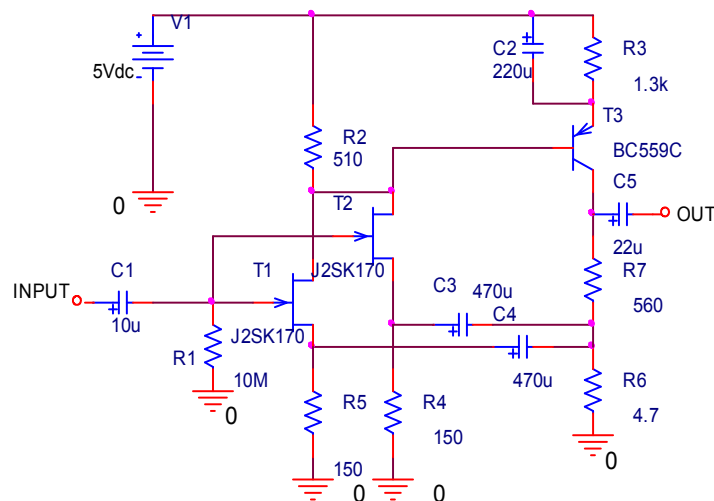 V1
5Vdc
0
C2
220u
R3
1.3k
R2
510
T3
BC559C
C5
OUT
22u
T2
J2SK170
C1
INPUT
10u
T1
J2SK170
C3
470u
C4
470u
R7
560
R1
10M
0
R5
150
0
R4
150
0
R6
4.7
0